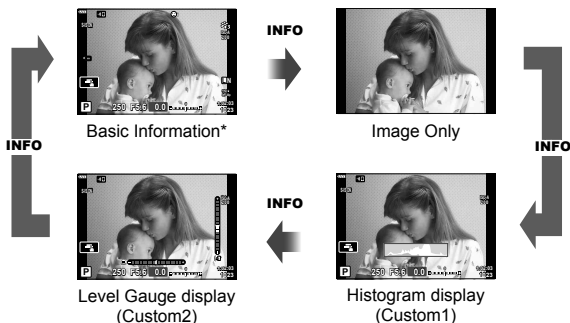 INFO
Basic Information*
P 250 F5.6 0.0
Image Only
INFO
INFO
P 250 F5.6 0.0
INFO
P 250 F5.6 0.0
Level Gauge display
(Custom2)
Histogram display
(Custom1)